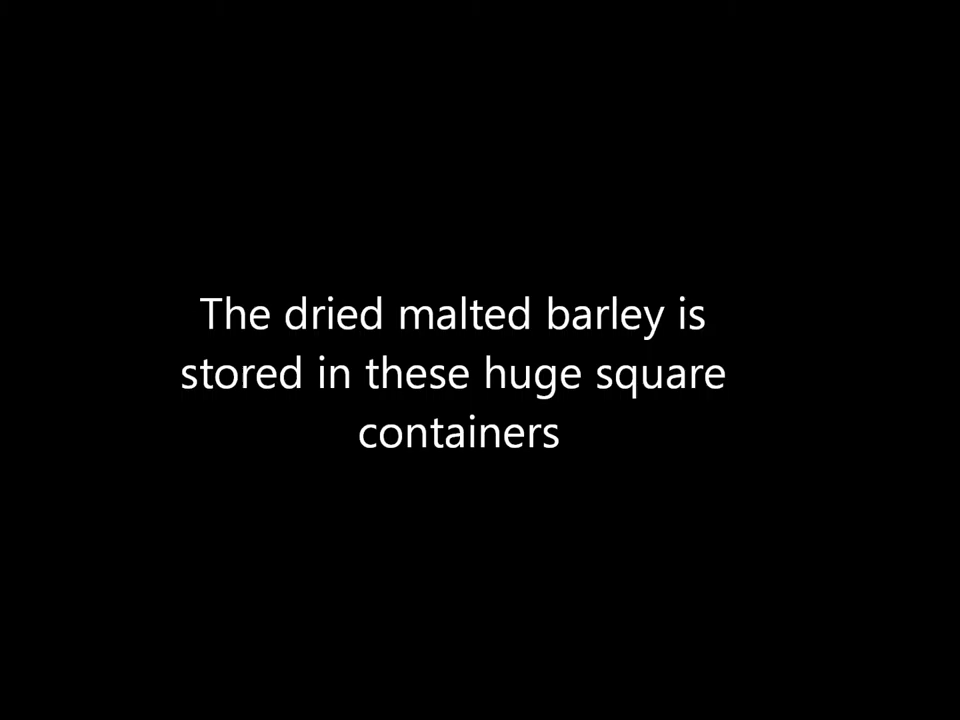 The dried malted barley is
stored in these huge square
containers